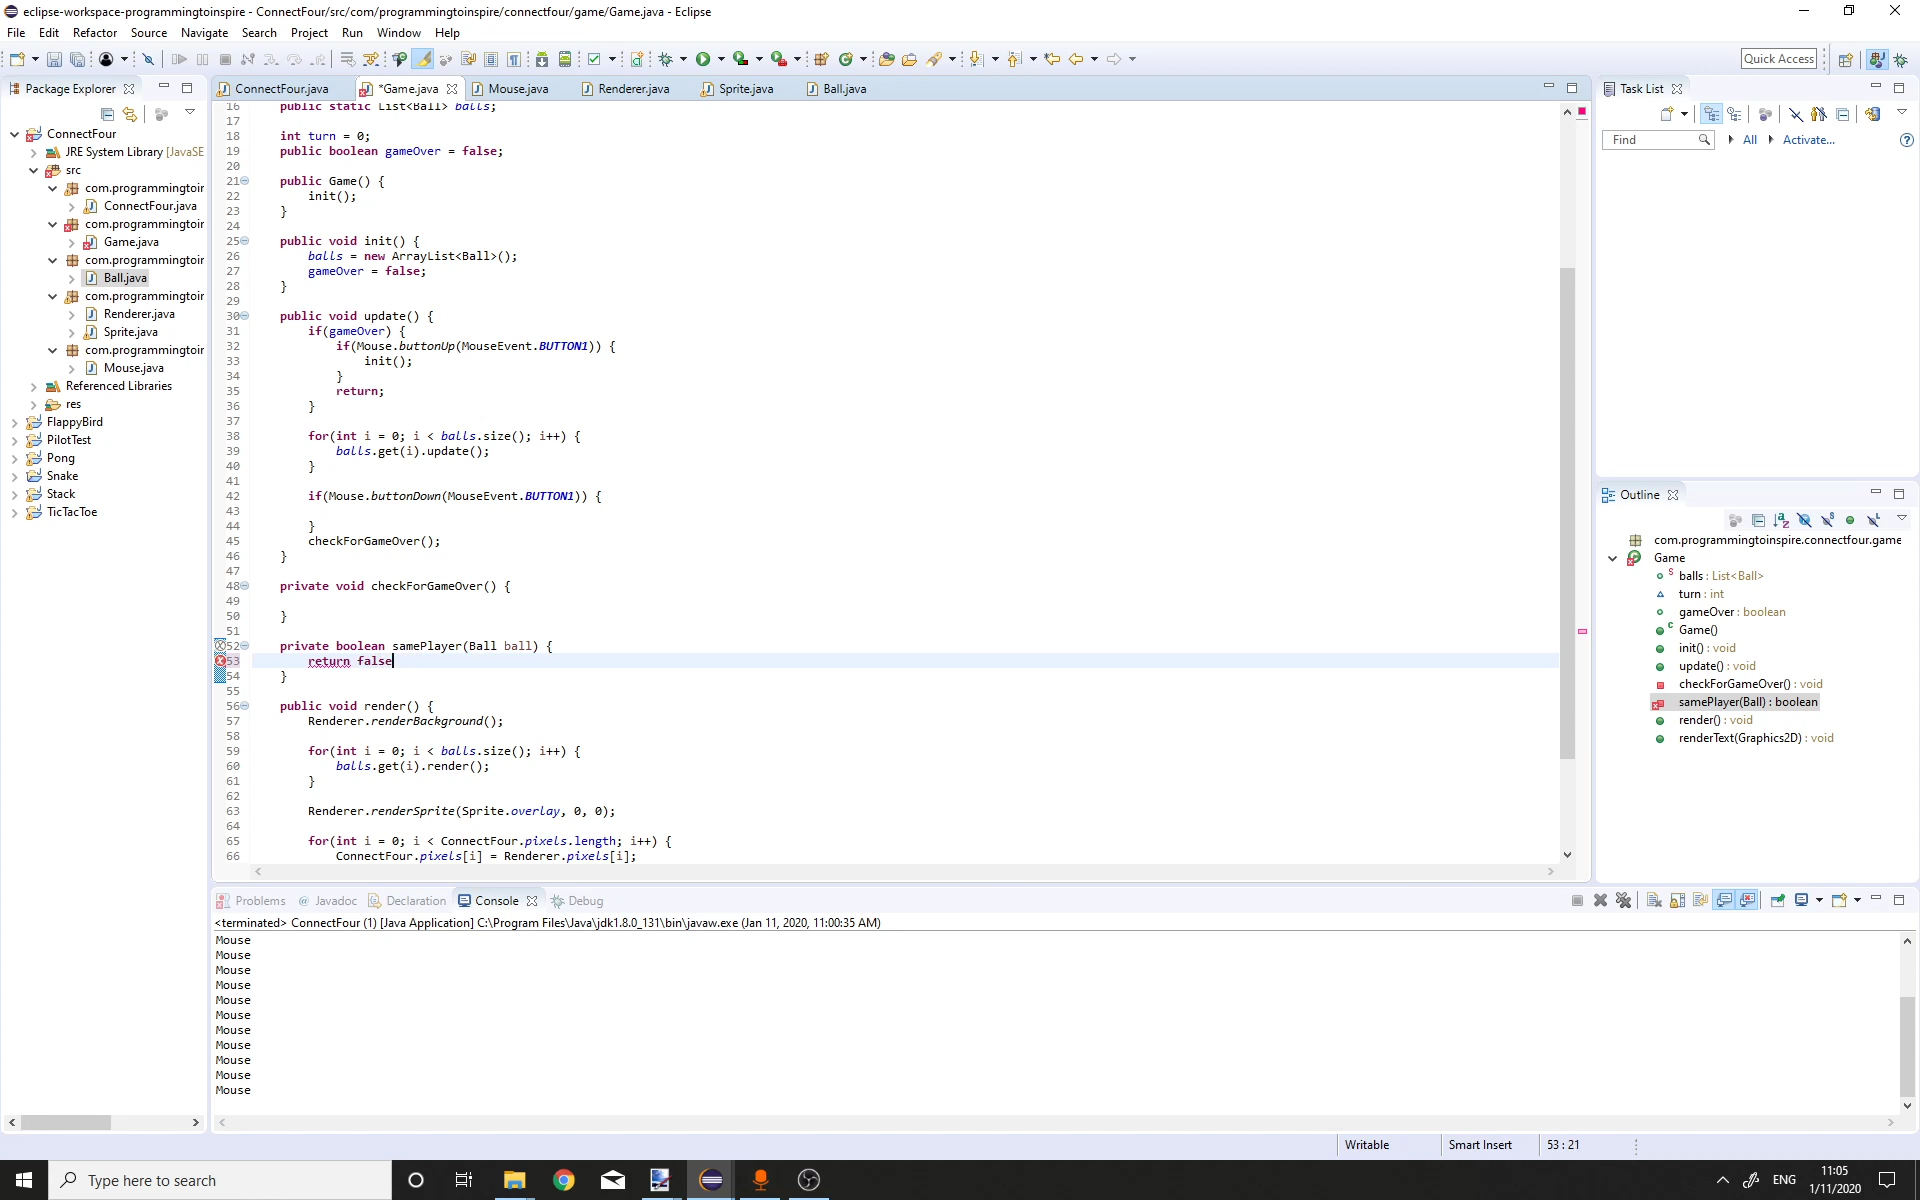 eclipse-workspace-programmingtoinspire - ConnectFour/src/com/programmingtoinspire/connectfour/game/Game.java - Eclipse
File Edit Refactor Source Navigate Search Project Run Window Help
Quick Access
Package Explorer
ConnectFour
JRE System Library [JavaSE
src
com.programmingtoir
ConnectFour.java
com.programmingtoir
Game.java
com.programmingtoir
Ball.java
com.programmingtoir
Renderer.java
Sprite.java
com.programmingtoir
Mouse.java
Referenced Libraries
res
FlappyBird
PilotTest
Pong
Snake
Stack
TicTacToe
ConnectFour.java *Game.java Mouse.java Renderer.java Sprite.java Ball.java
16 public static List<Ball> balls;
17
18 int turn = 0;
19 public boolean gameOver = false;
20
21 public Game() {
22 init();
23 }
24
25 public void init() {
26 balls = new ArrayList<Ball>();
27 gameOver = false;
28 }
29
30 public void update() {
31 if(gameOver) {
32 if(Mouse.buttonUp(MouseEvent.BUTTON1)) {
33 init();
34 }
35 return;
36 }
37
38 for(int i = 0; i < balls.size(); i++) {
39 balls.get(i).update();
40 }
41
42 if(Mouse.buttonDown(MouseEvent.BUTTON1)) {
43
44 }
45 checkForGameOver();
46 }
47
48 private void checkForGameOver() {
49
50 }
51
52 private boolean samePlayer(Ball ball) {
53 return false
54 }
55
56 public void render() {
57 Renderer.renderBackground();
58
59 for(int i = 0; i < balls.size(); i++) {
60 balls.get(i).render();
61 }
62
63 Renderer.renderSprite(Sprite.overlay, 0, 0);
64
65 for(int i = 0; i < ConnectFour.pixels.length; i++) {
66 ConnectFour.pixels[i] = Renderer.pixels[i];
Task List
Find All Activate...
Outline
com.programmingtoinspire.connectfour.game
Game
balls : List<Ball>
turn : int
gameOver : boolean
Game()
init() : void
update() : void
checkForGameOver() : void
samePlayer(Ball) : boolean
render() : void
renderText(Graphics2D) : void
Problems Javadoc Declaration Console Debug
<terminated> ConnectFour (1) [Java Application] C:\Program Files\Java\jdk1.8.0_131\bin\javaw.exe (Jan 11, 2020, 11:00:35 AM)
Mouse
Mouse
Mouse
Mouse
Mouse
Mouse
Mouse
Mouse
Mouse
Mouse
Mouse
Writable Smart Insert 53 : 21
Type here to search
ENG
11:05
1/11/2020